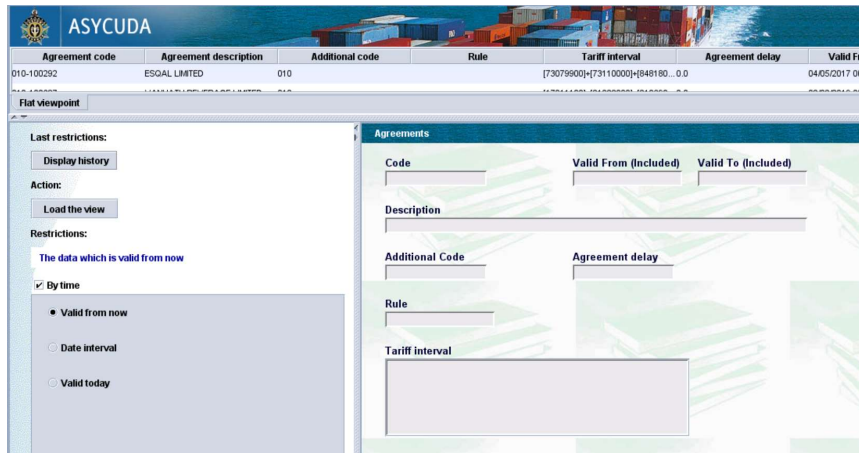 ASYCUDA
Agreement code Agreement description Additional code Rule Tariff interval Agreement delay Valid F
010-100292 ESQAL LIMITED 010 [73079900]+[73110000]+[848180... 0.0 04/05/2017 0
Flat viewpoint
Last restrictions:
Display history
Action:
Load the view
Restrictions:
The data which is valid from now
By time
Valid from now
Date interval
Valid today
Agreements
Code Valid From (Included) Valid To (Included)
Description
Additional Code Agreement delay
Rule
Tariff interval